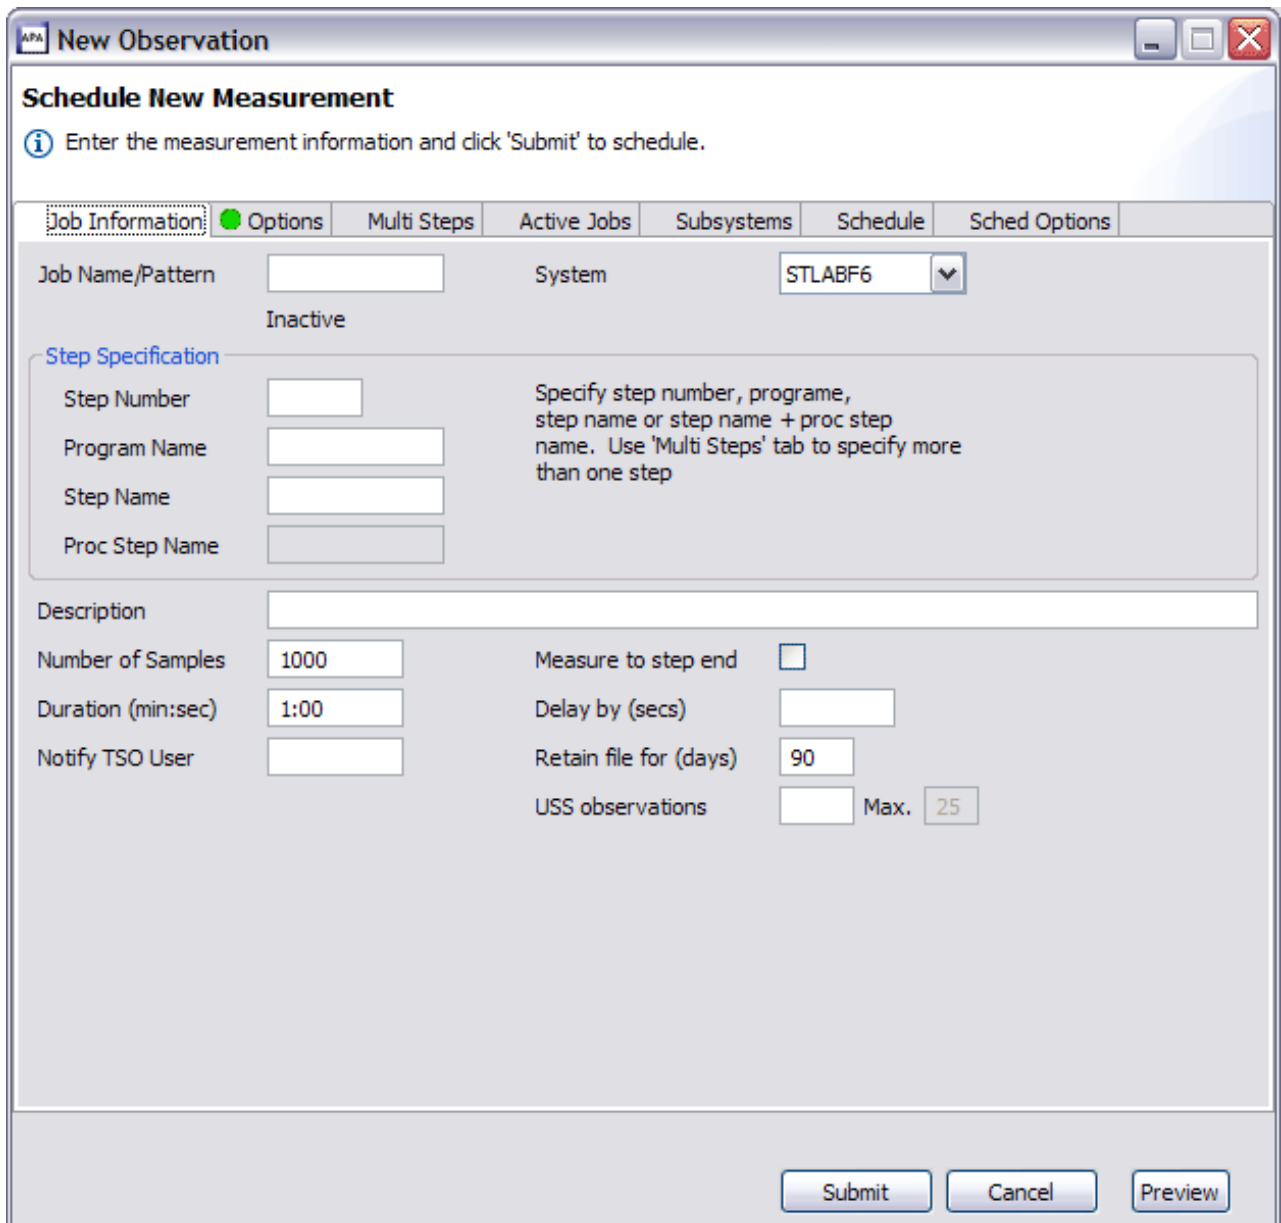 APA New Observation
Schedule New Measurement
Enter the measurement information and click 'Submit' to schedule.
Job Information Options Multi Steps Active Jobs Subsystems Schedule Sched Options
Job Name/Pattern System STLABF6
Inactive
Step Specification
Step Number
Program Name
Step Name
Proc Step Name
Specify step number, programe,
step name or step name + proc step
name. Use 'Multi Steps' tab to specify more
than one step
Description
Number of Samples 1000 Measure to step end
Duration (min:sec) 1:00 Delay by (secs)
Notify TSO User Retain file for (days) 90
USS observations Max. 25
Submit Cancel Preview